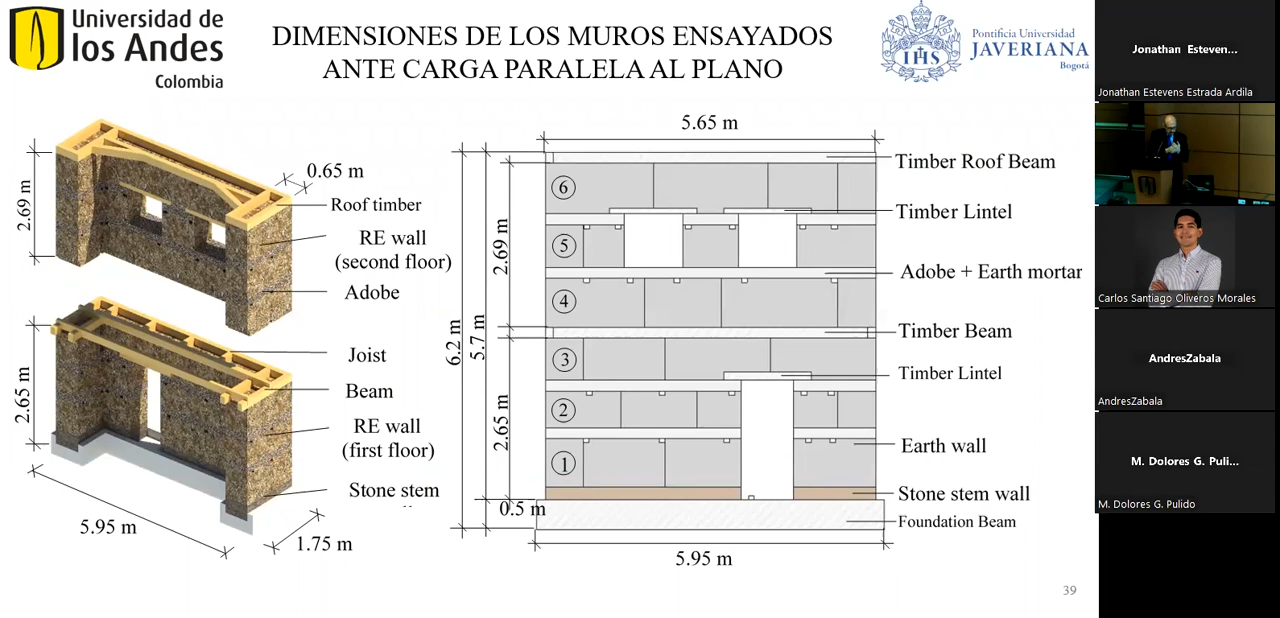 Universidad de
los Andes
Colombia
DIMENSIONES DE LOS MUROS ENSAYADOS
ANTE CARGA PARALELA AL PLANO
IHS
Pontificia Universidad
JAVERIANA
Bogotá
2.69 m
0.65 m
Roof timber
RE wall
(second floor)
Adobe
2.65 m
Joist
Beam
RE wall
(first floor)
Stone stem
5.95 m
1.75 m
5.65 m
6.2 m
5.7 m
2.69 m
2.65 m
0.5 m
6
5
4
3
2
1
Timber Roof Beam
Timber Lintel
Adobe + Earth mortar
Timber Beam
Timber Lintel
Earth wall
Stone stem wall
Foundation Beam
5.95 m
39
Jonathan Esteven...
Jonathan Estevens Estrada Ardila
Carlos Santiago Oliveros Morales
AndresZabala
AndresZabala
M. Dolores G. Puli...
M. Dolores G. Pulido